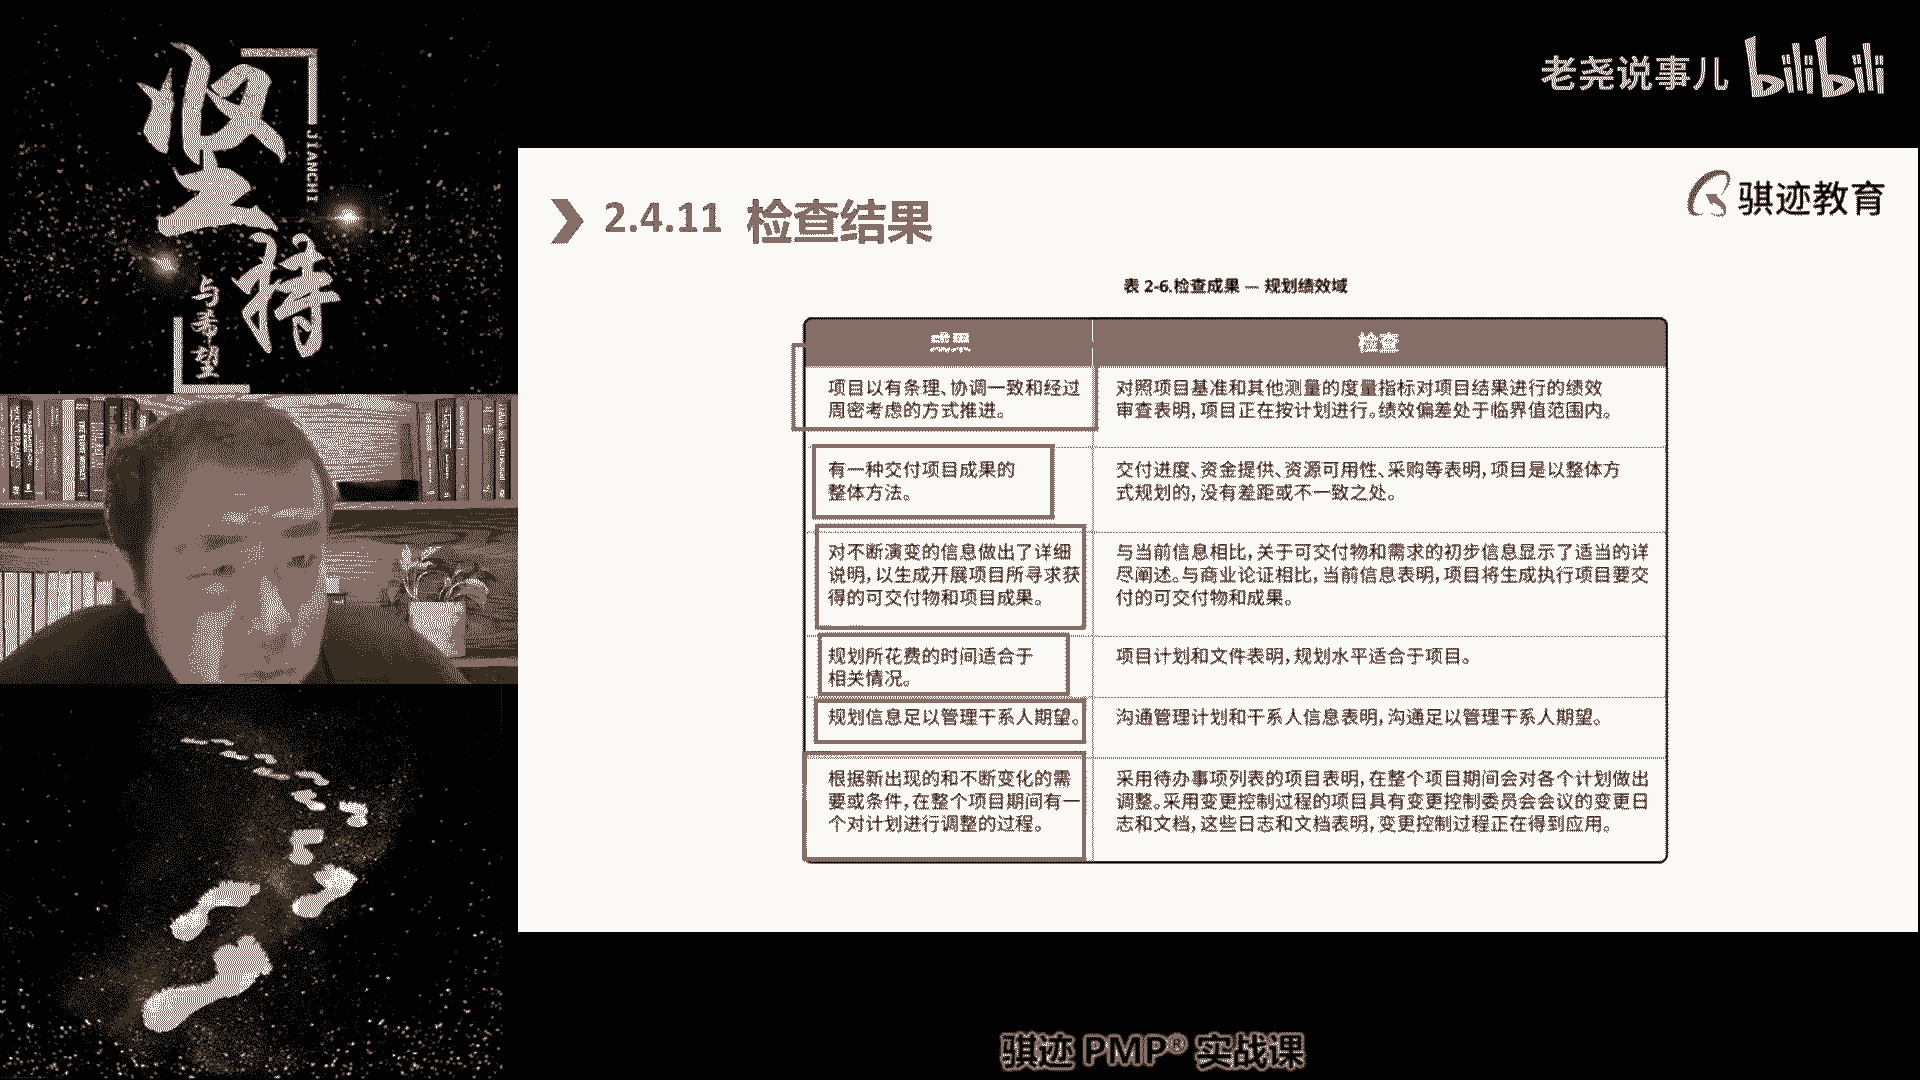 坚持
JIANCHI
与希望
老尧说事儿 bilibili
骐迹教育
2.4.11 检查结果
表 2-6.检查成果 — 规划绩效域
成果
检查
项目以有条理、协调一致和经过
周密考虑的方式推进。
对照项目基准和其他测量的度量指标对项目结果进行的绩效
审查表明,项目正在按计划进行。绩效偏差处于临界值范围内。
有一种交付项目成果的
整体方法。
交付进度、资金提供、资源可用性、采购等表明,项目是以整体方
式规划的,没有差距或不一致之处。
对不断演变的信息做出了详细
说明,以生成开展项目所寻求获
得的可交付物和项目成果。
与当前信息相比,关于可交付物和需求的初步信息显示了适当的详
尽阐述。与商业论证相比,当前信息表明,项目将生成执行项目要交
付的可交付物和成果。
规划所花费的时间适合于
相关情况。
项目计划和文件表明,规划水平适合于项目。
规划信息足以管理干系人期望。
沟通管理计划和干系人信息表明,沟通足以管理干系人期望。
根据新出现的和不断变化的需
要或条件,在整个项目期间有一
个对计划进行调整的过程。
采用待办事项列表的项目表明,在整个项目期间会对各个计划做出
调整。采用变更控制过程的项目具有变更控制委员会会议的变更日
志和文档,这些日志和文档表明,变更控制过程正在得到应用。
骐迹 PMP® 实战课